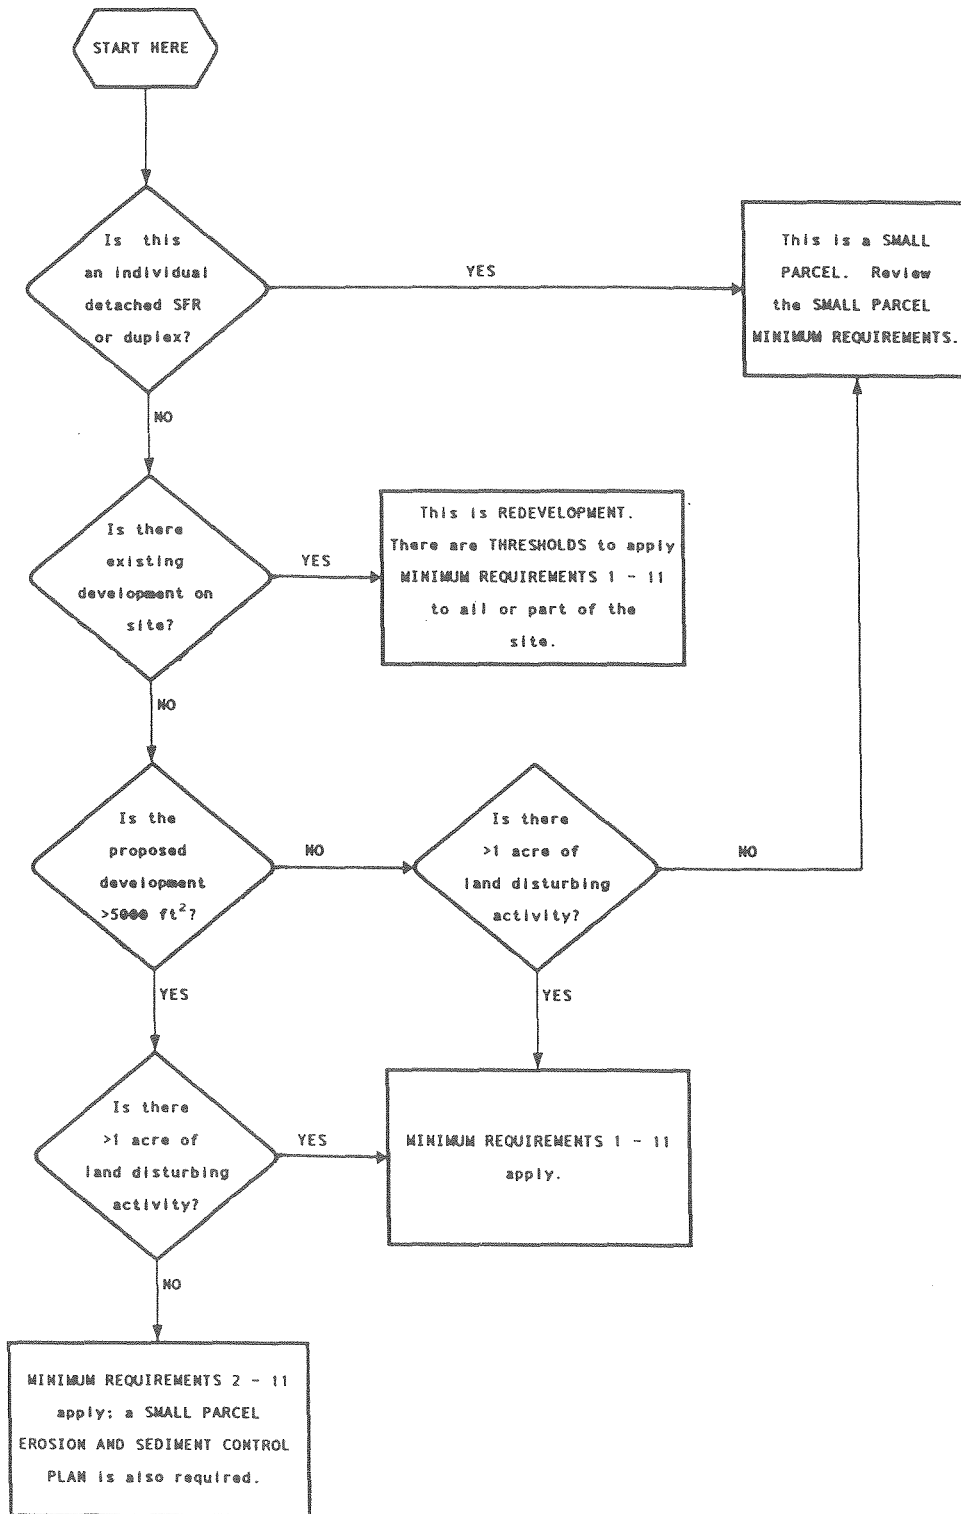 START HERE
Is this
an individual
detached SFR
or duplex?
YES
This is a SMALL
PARCEL. Review
the SMALL PARCEL
MINIMUM REQUIREMENTS.
NO
Is there
existing
development on
site?
YES
This is REDEVELOPMENT.
There are THRESHOLDS to apply
MINIMUM REQUIREMENTS 1 - 11
to all or part of the
site.
NO
Is the
proposed
development
>5000 ft²?
NO
Is there
>1 acre of
land disturbing
activity?
NO
YES
YES
Is there
>1 acre of
land disturbing
activity?
YES
MINIMUM REQUIREMENTS 1 - 11
apply.
NO
MINIMUM REQUIREMENTS 2 - 11
apply; a SMALL PARCEL
EROSION AND SEDIMENT CONTROL
PLAN is also required.